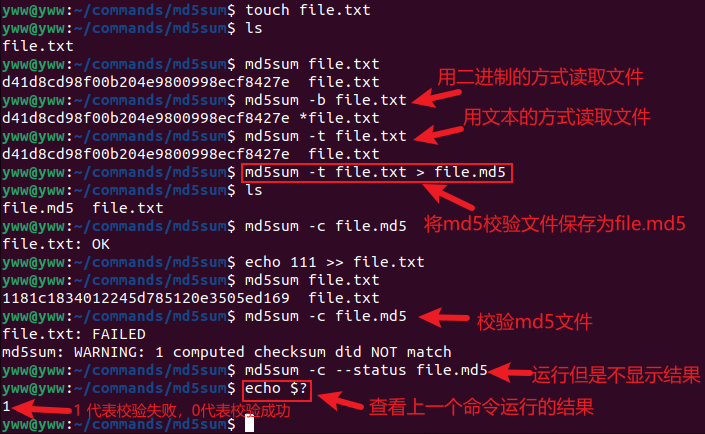 yww@yww:~/commands/md5sum$ touch file.txt
yww@yww:~/commands/md5sum$ ls
file.txt
yww@yww:~/commands/md5sum$ md5sum file.txt
d41d8cd98f00b204e9800998ecf8427e  file.txt
用二进制的方式读取文件
yww@yww:~/commands/md5sum$ md5sum -b file.txt
d41d8cd98f00b204e9800998ecf8427e *file.txt
用文本的方式读取文件
yww@yww:~/commands/md5sum$ md5sum -t file.txt
d41d8cd98f00b204e9800998ecf8427e  file.txt
yww@yww:~/commands/md5sum$ md5sum -t file.txt > file.md5
yww@yww:~/commands/md5sum$ ls
file.md5  file.txt
将md5校验文件保存为file.md5
yww@yww:~/commands/md5sum$ md5sum -c file.md5
file.txt: OK
yww@yww:~/commands/md5sum$ echo 111 >> file.txt
yww@yww:~/commands/md5sum$ md5sum file.txt
1181c1834012245d785120e3505ed169  file.txt
yww@yww:~/commands/md5sum$ md5sum -c file.md5
校验md5文件
file.txt: FAILED
md5sum: WARNING: 1 computed checksum did NOT match
yww@yww:~/commands/md5sum$ md5sum -c --status file.md5
运行但是不显示结果
yww@yww:~/commands/md5sum$ echo $?
查看上一个命令运行的结果
1
1 代表校验失败，0代表校验成功
yww@yww:~/commands/md5sum$